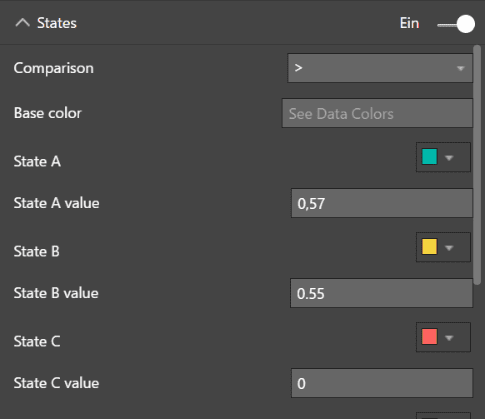 States Ein
Comparison >
Base color See Data Colors
State A
State A value 0,57
State B
State B value 0.55
State C
State C value 0